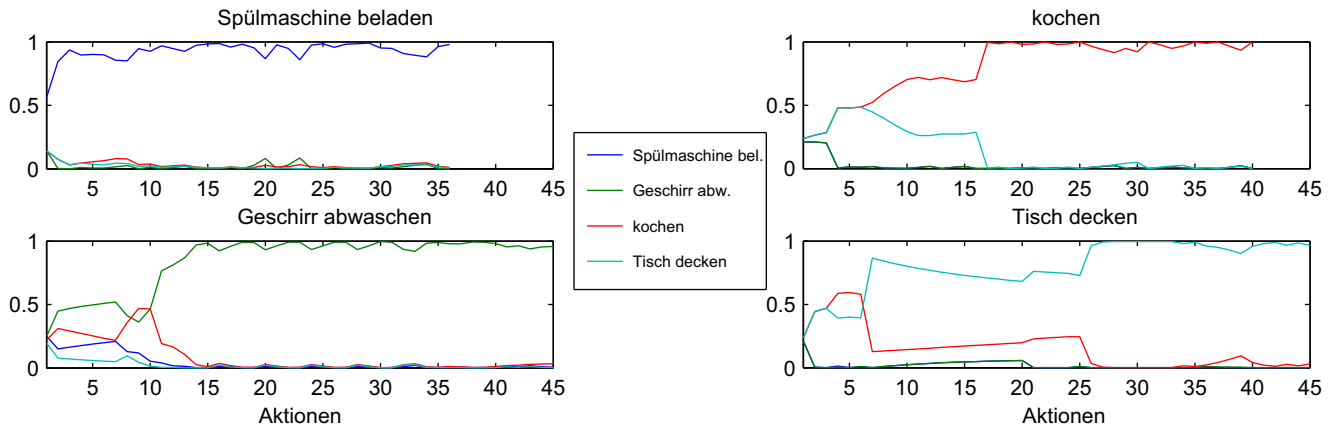 Spülmaschine beladen
1
0.5
0
5 10 15 20 25 30 35 40 45
kochen
1
0.5
0
5 10 15 20 25 30 35 40 45
Spülmaschine bel.
Geschirr abw.
kochen
Tisch decken
Geschirr abwaschen
1
0.5
0
5 10 15 20 25 30 35 40 45
Aktionen
Tisch decken
1
0.5
0
5 10 15 20 25 30 35 40 45
Aktionen